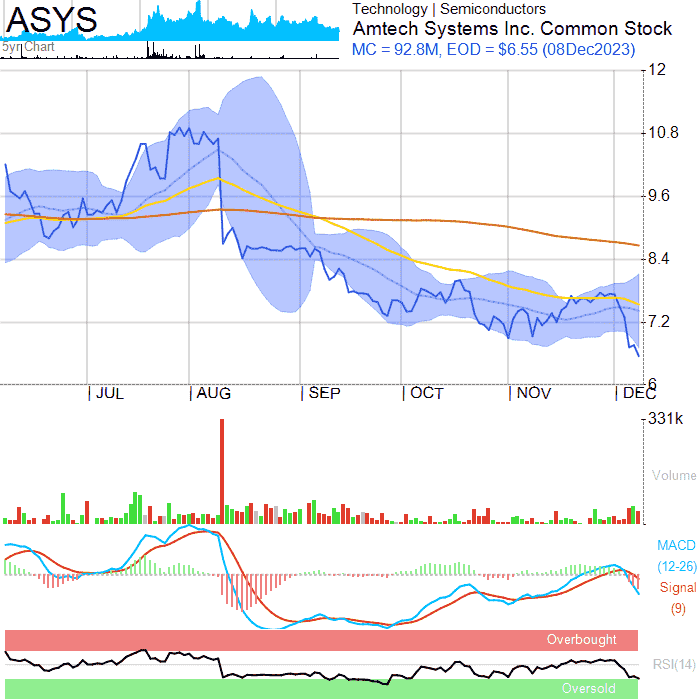 ASYS
5yr Chart
Technology | Semiconductors
Amtech Systems Inc. Common Stock
MC = 92.8M, EOD = $6.55 (08Dec2023)
12
10.8
9.6
8.4
7.2
6
JUL AUG SEP OCT NOV DEC
331k
Volume
MACD
(12-26)
Signal
(9)
Overbought
RSI(14)
Oversold